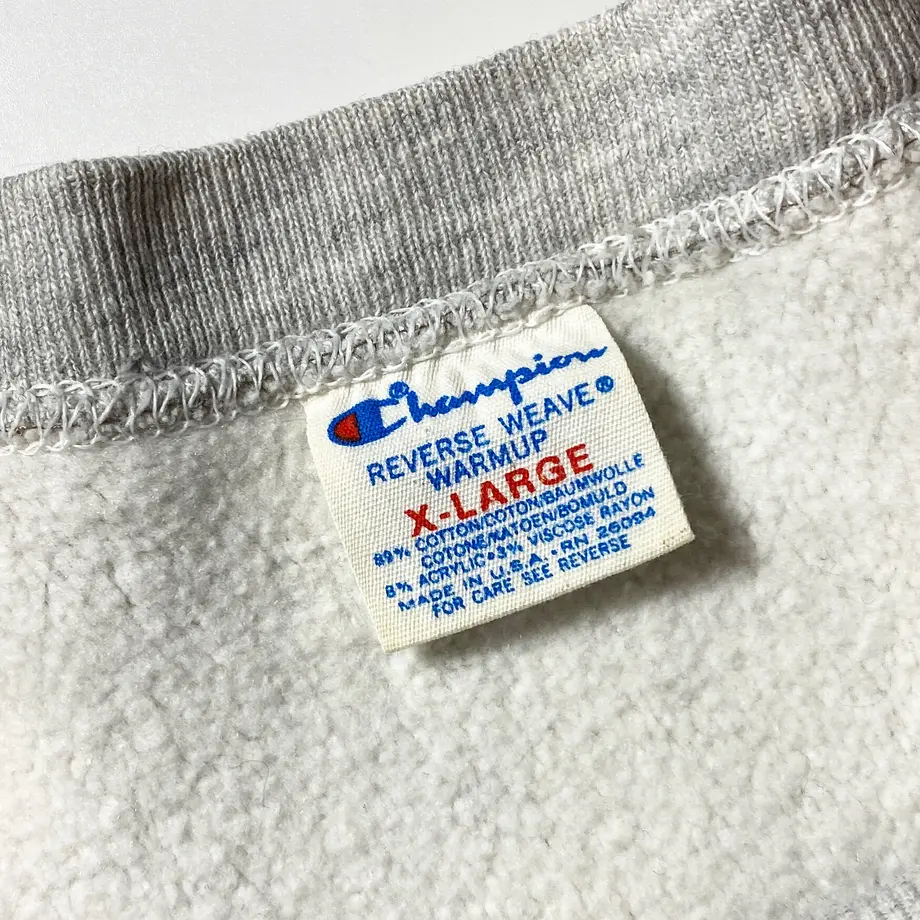 Champion®
REVERSE WEAVE®
WARMUP
X-LARGE
89% COTTON/COTON/BAUMWOLLE
COTONE/KATOEN/BOMULD
8% ACRYLIC•3% VISCOSE RAYON
MADE IN U.S.A.-RN 26094
FOR CARE SEE REVERSE